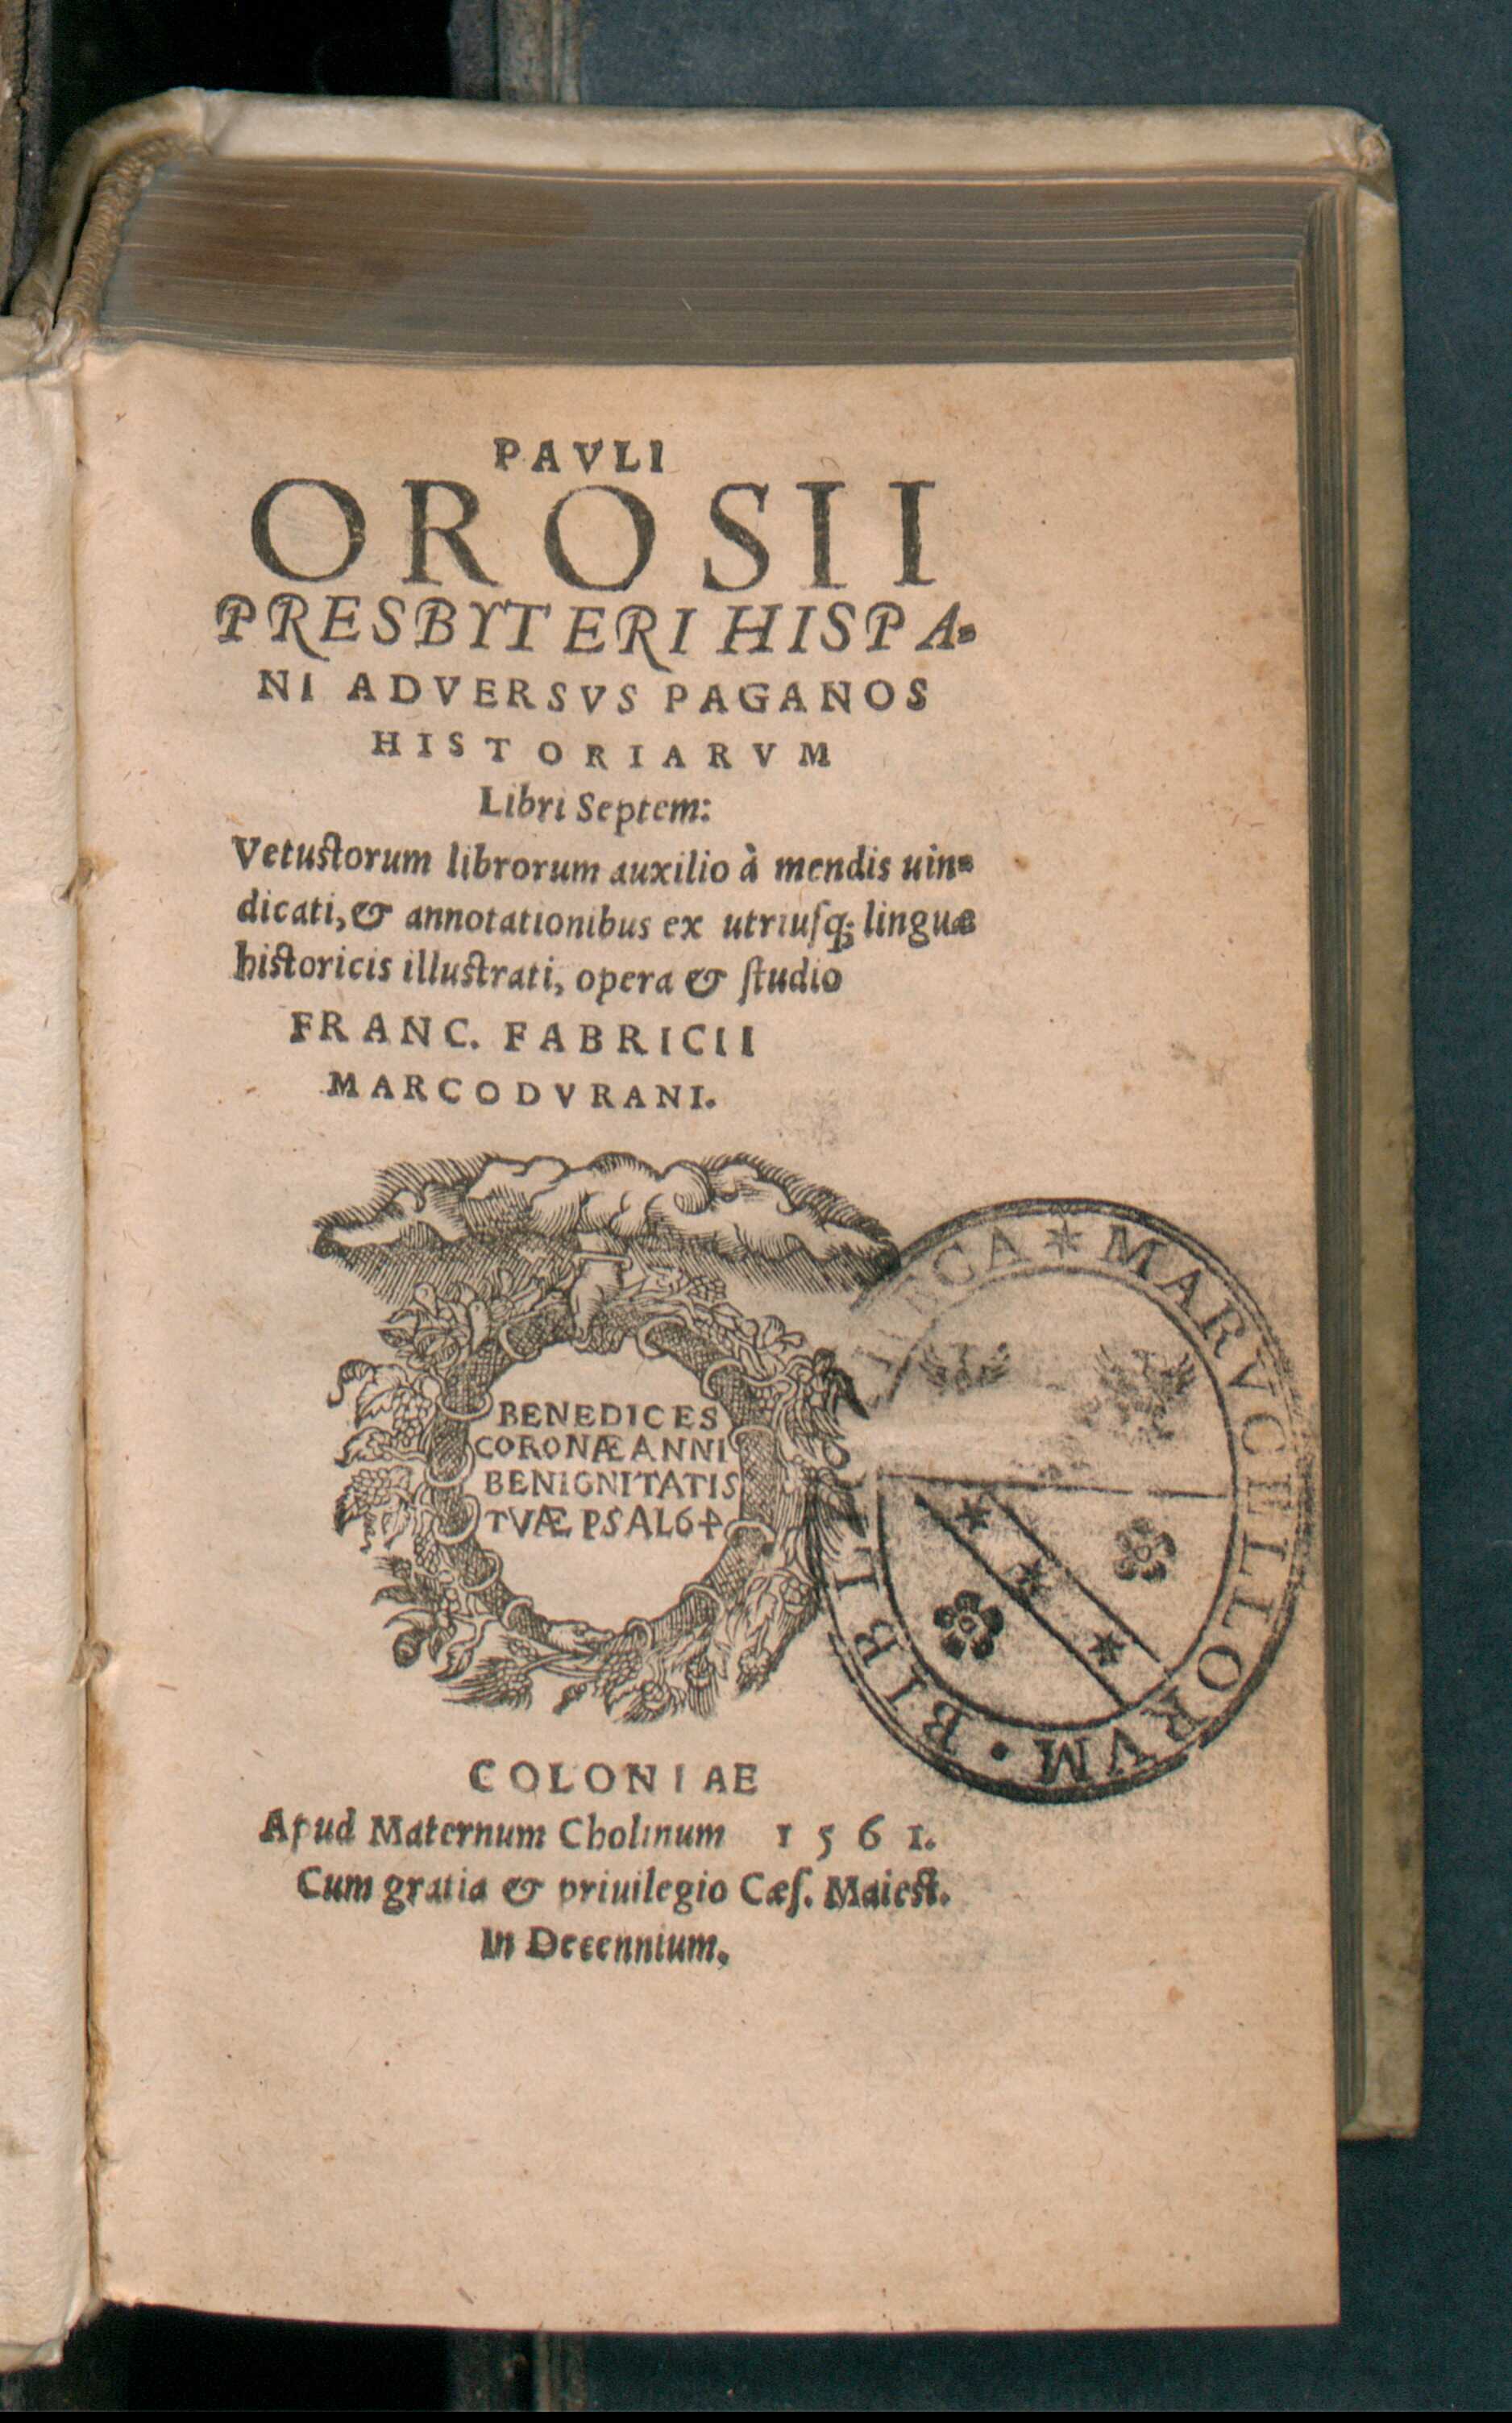 PAVLI
OROSII
PRESBYTERI HISPA-
NI ADVERSVS PAGANOS
HISTORIARVM
Libri Septem:
Vetustorum librorum auxilio à mendis uin-
dicati, & annotationibus ex utriusq; linguæ
historicis illustrati, opera & studio
FRANC. FABRICII
MARCODVRANI.
BENEDICES
CORONÆ ANNI
BENIGNITATIS
TVÆ PSAL 64
BIBLIOTHECA * MARVCELLORVM •
COLONIAE
Apud Maternum Cholinum 1561.
Cum gratia & priuilegio Cæs. Maiest.
In Decennium.